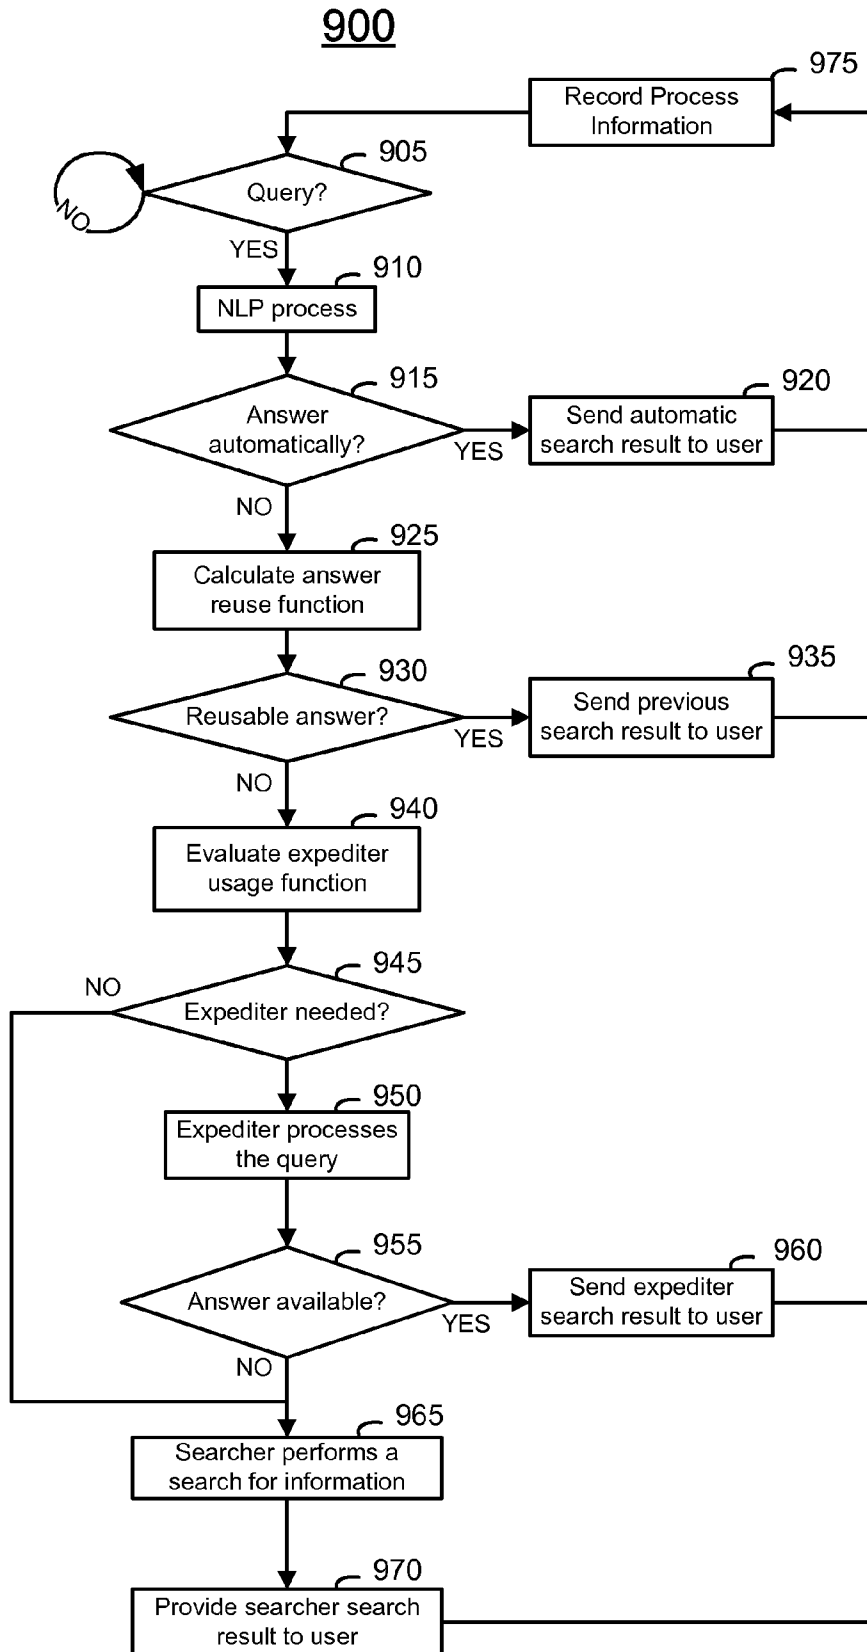 900
975
Record Process
Information
905
Query?
NO
YES
910
NLP process
915
Answer
automatically?
YES
920
Send automatic
search result to user
NO
925
Calculate answer
reuse function
930
Reusable answer?
YES
935
Send previous
search result to user
NO
940
Evaluate expediter
usage function
945
NO
Expediter needed?
950
Expediter processes
the query
955
Answer available?
YES
960
Send expediter
search result to user
NO
965
Searcher performs a
search for information
970
Provide searcher search
result to user